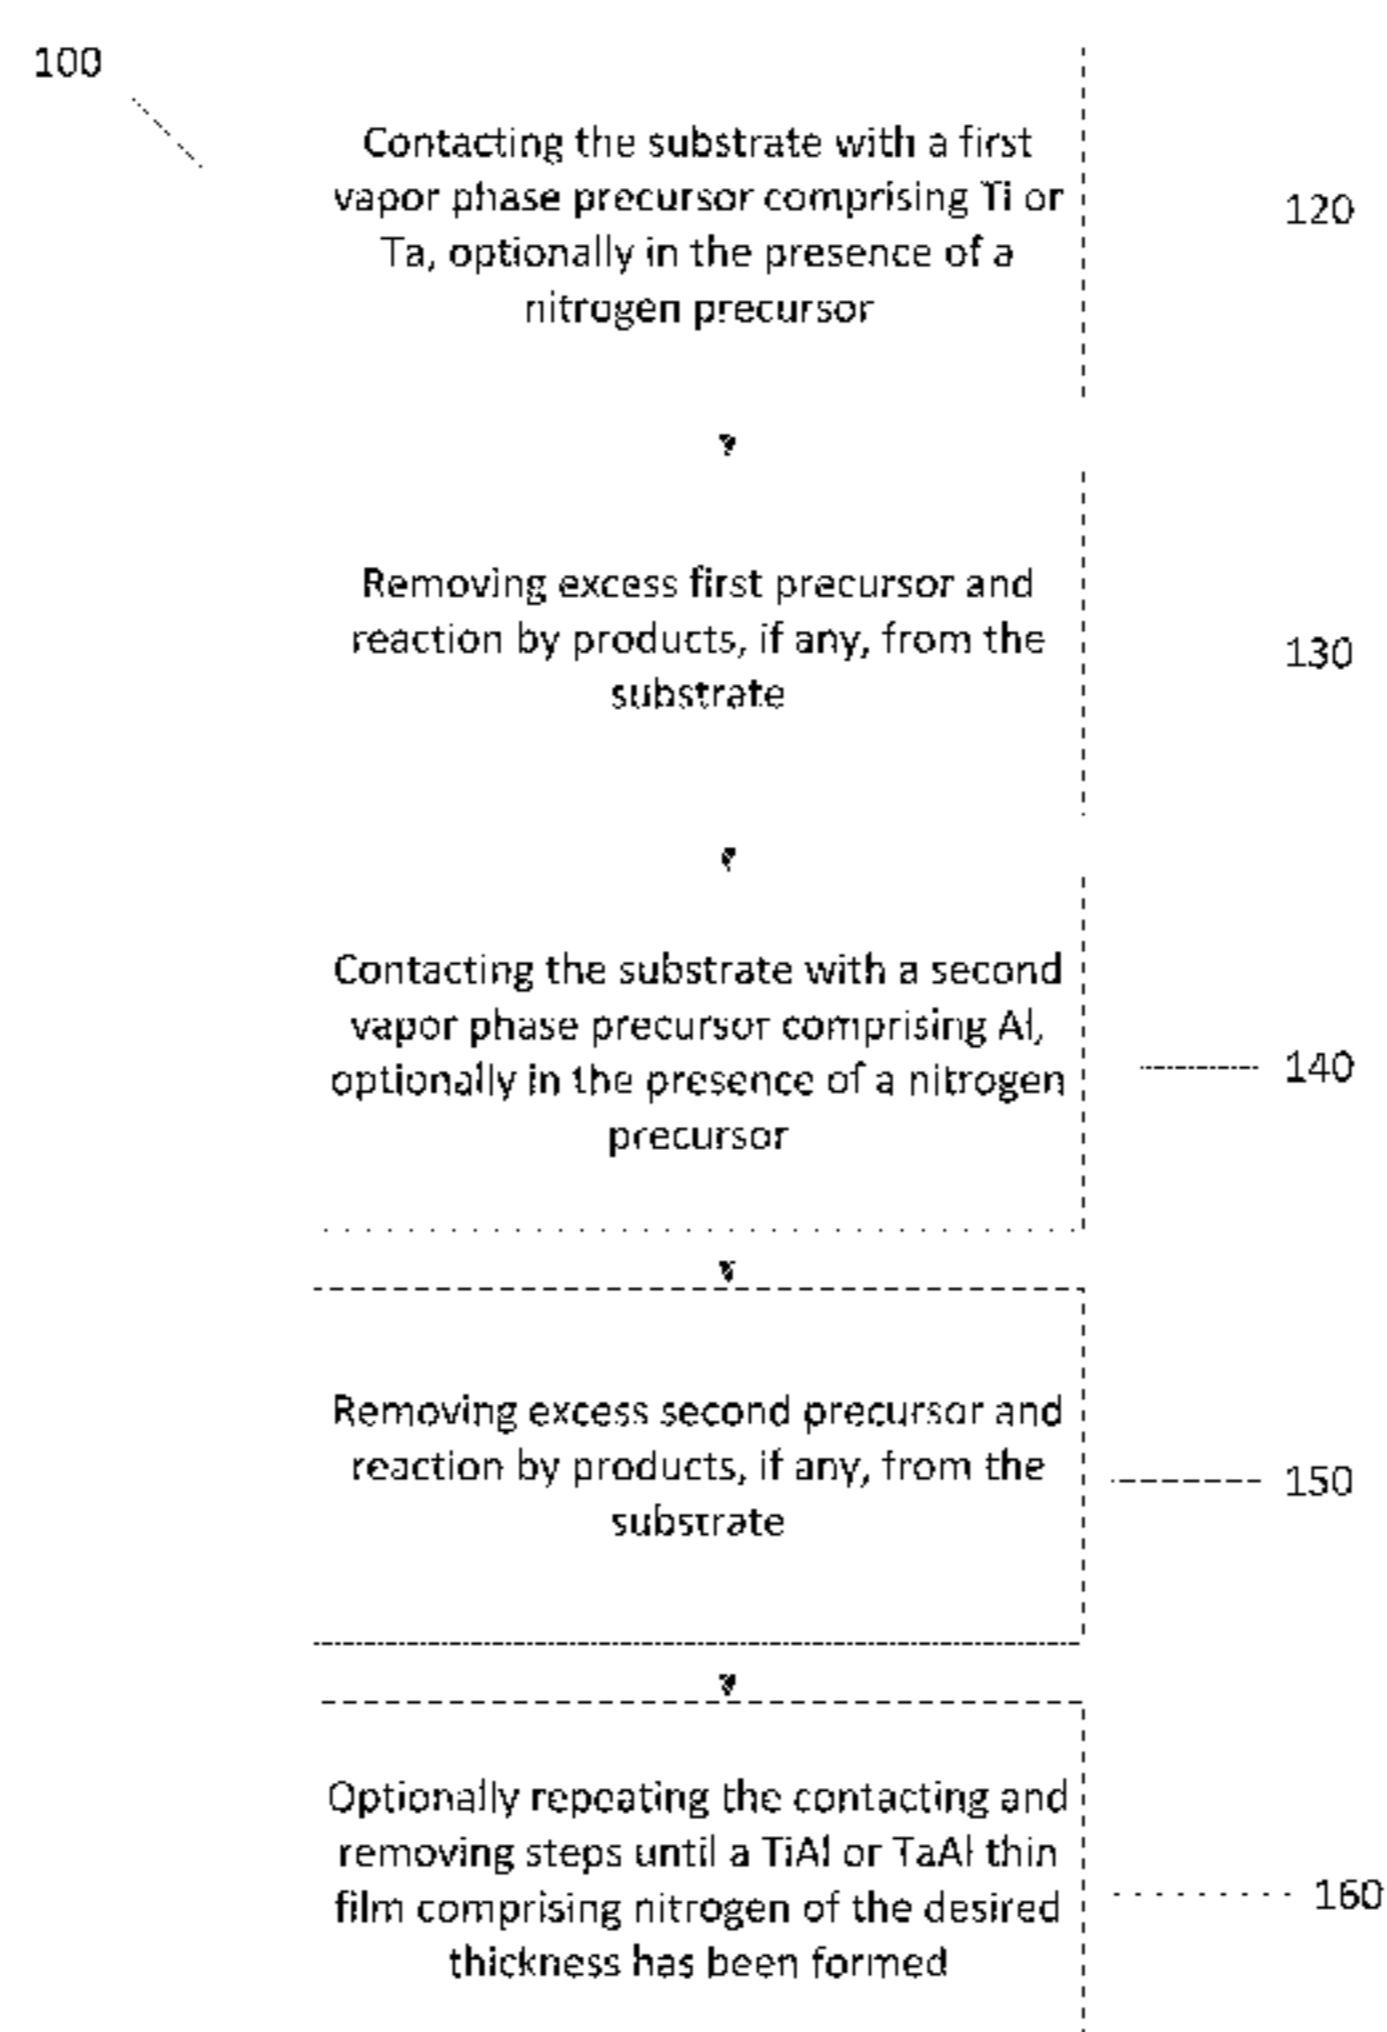 100
Contacting the substrate with a first
vapor phase precursor comprising Ti or
Ta, optionally in the presence of a
nitrogen precursor
120
Removing excess first precursor and
reaction by products, if any, from the
substrate
130
Contacting the substrate with a second
vapor phase precursor comprising Al,
optionally in the presence of a nitrogen
precursor
140
Removing excess second precursor and
reaction by products, if any, from the
substrate
150
Optionally repeating the contacting and
removing steps until a TiAl or TaAl thin
film comprising nitrogen of the desired
thickness has been formed
160